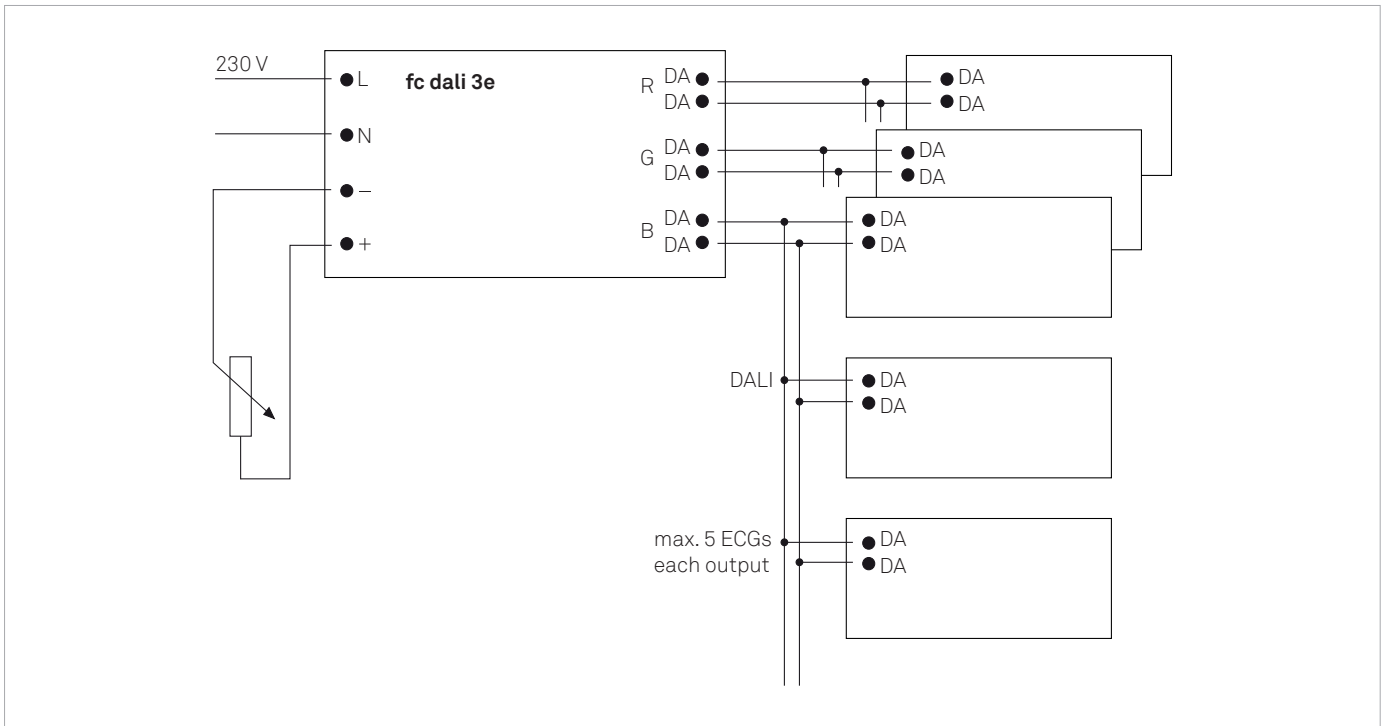 230 V
L
fc dali 3e
N
–
+
R
DA
DA
G
DA
DA
B
DA
DA
DA
DA
DA
DA
DA
DA
DALI
DA
DA
max. 5 ECGs
each output
DA
DA